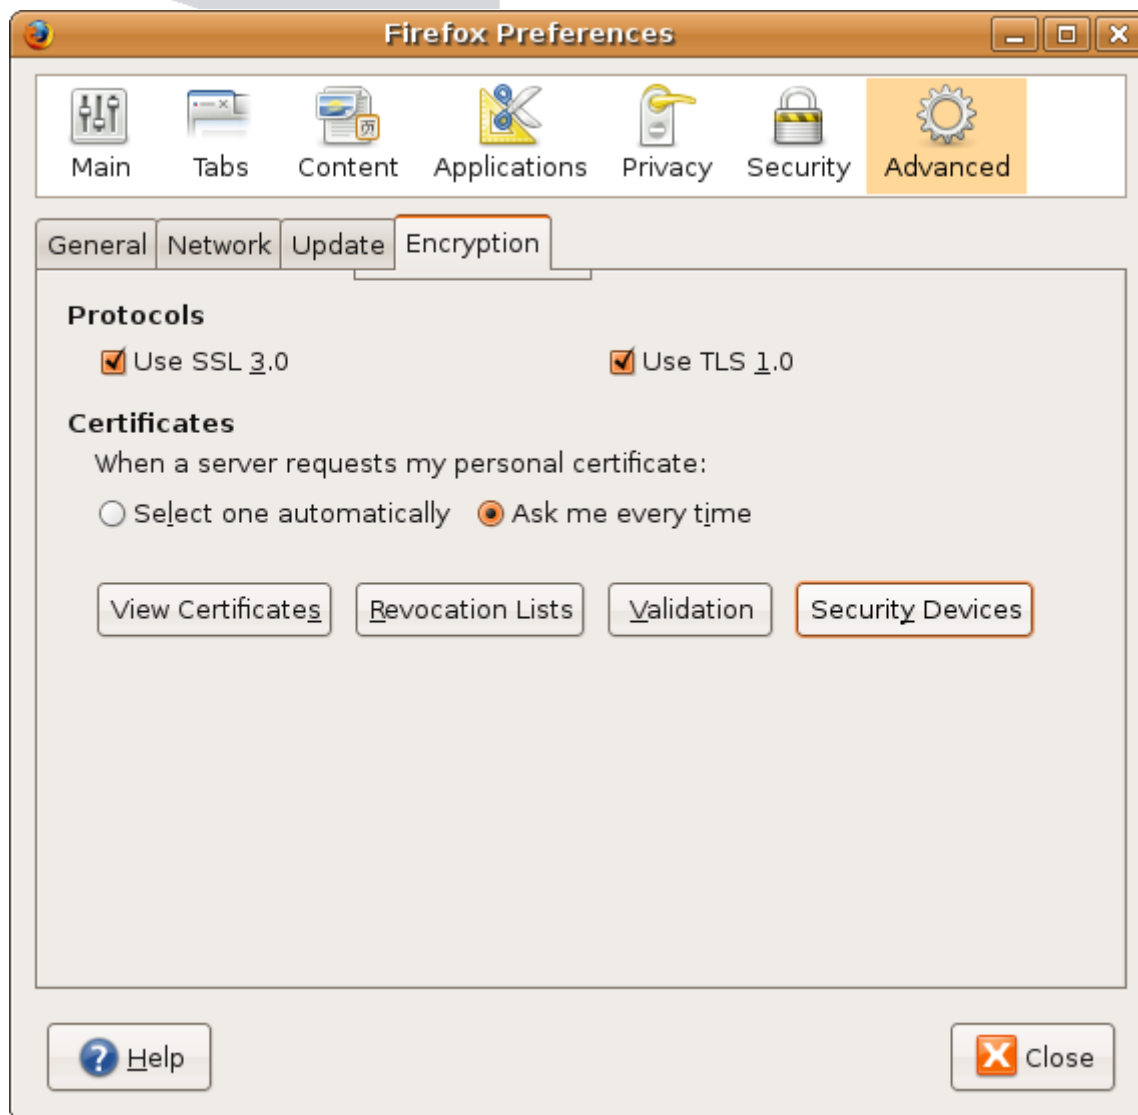 Firefox Preferences
Main Tabs Content Applications Privacy Security Advanced
General Network Update Encryption
Protocols
Use SSL 3.0 Use TLS 1.0
Certificates
When a server requests my personal certificate:
Select one automatically Ask me every time
View Certificates Revocation Lists Validation Security Devices
Help Close